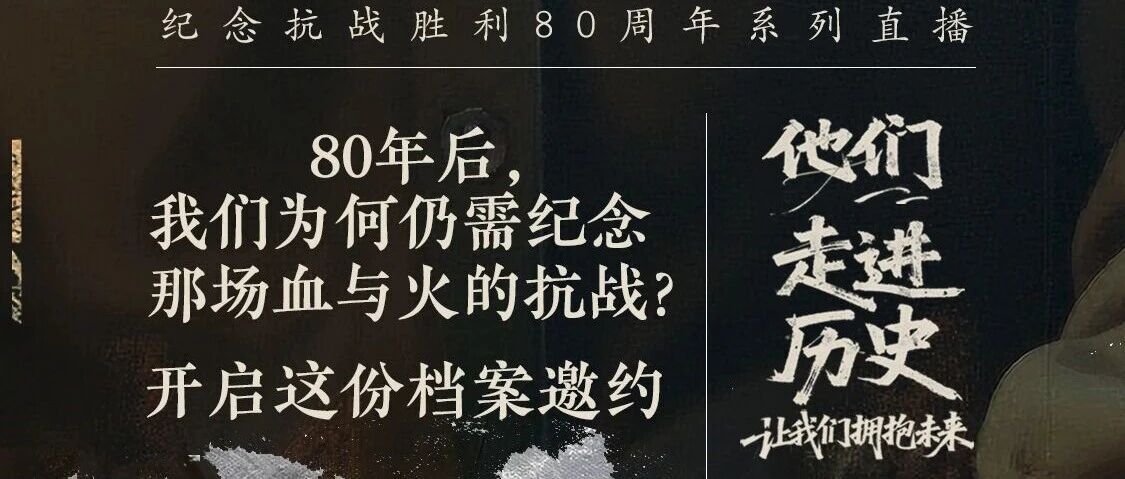 纪念抗战胜利80周年系列直播
80年后，
我们为何仍需纪念
那场血与火的抗战？
开启这份档案邀约
他们
走进
历史
让我们拥抱未来